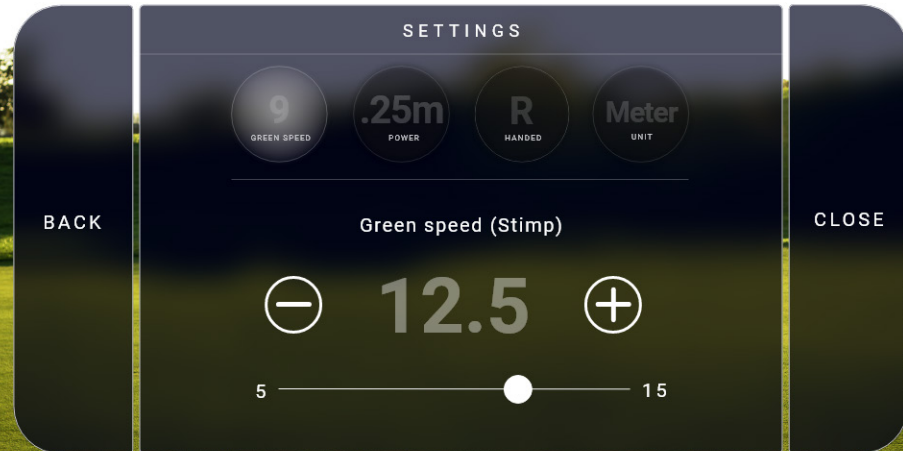 SETTINGS
9
GREEN SPEED
.25m
POWER
R
HANDED
Meter
UNIT
BACK
Green speed (Stimp)
CLOSE
12.5
5
15